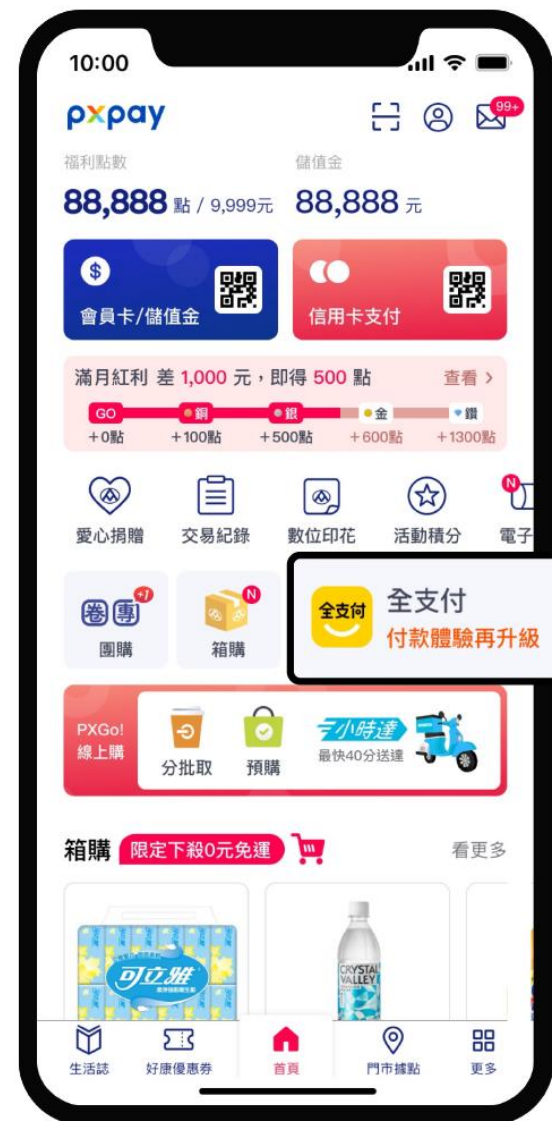 10:00
pxpay
99+
福利點數
儲值金
88,888 點 / 9,999元
88,888 元
會員卡/儲值金
信用卡支付
滿月紅利 差 1,000 元，即得 500 點
查看 >
GO 銅 銀 金 鑽
+0點 +100點 +500點 +600點 +1300點
N
愛心捐贈 交易紀錄 數位印花 活動積分 電子
全支付
全支付
付款體驗再升級
卷 專
+1
團購
N
箱購
PXGo!
線上購
分批取
預購
小時達
最快40分送達
箱購 限定下殺0元免運
看更多
可立雅
CRYSTAL
VALLEY
生活誌 好康優惠券 首頁 門市據點 更多